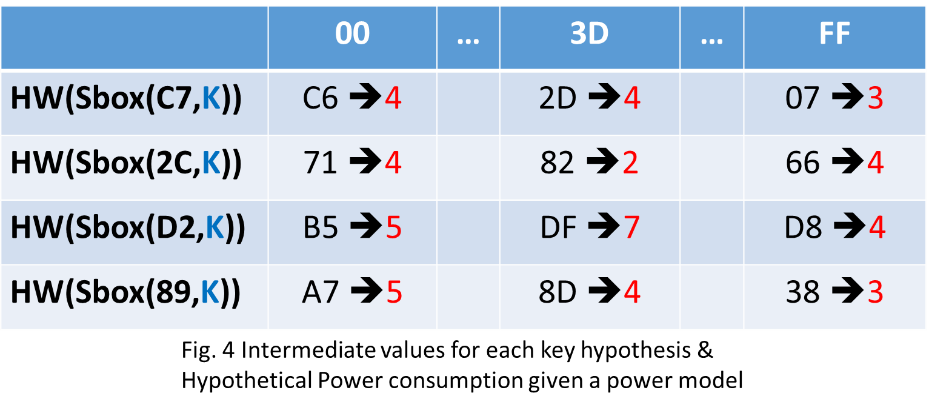 00 ... 3D ... FF
HW(Sbox(C7,K)) C6 ➔4 2D ➔4 07 ➔3
HW(Sbox(2C,K)) 71 ➔4 82 ➔2 66 ➔4
HW(Sbox(D2,K)) B5 ➔5 DF ➔7 D8 ➔4
HW(Sbox(89,K)) A7 ➔5 8D ➔4 38 ➔3
Fig. 4 Intermediate values for each key hypothesis &
Hypothetical Power consumption given a power model